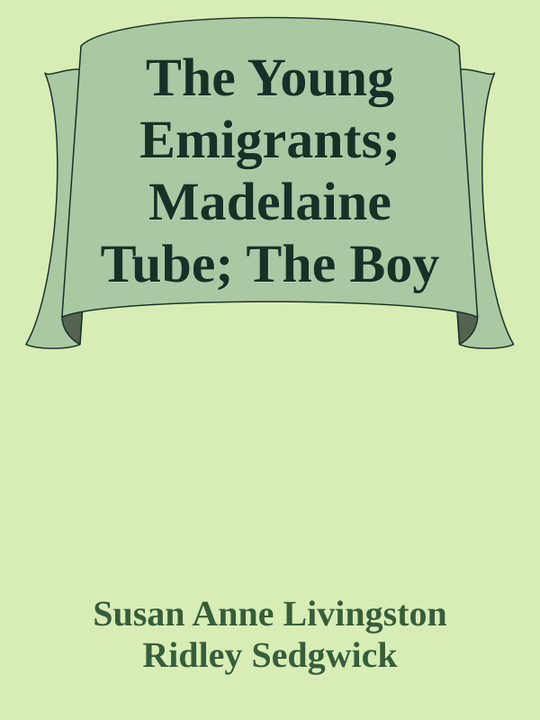 The Young
Emigrants;
Madelaine
Tube; The Boy
Susan Anne Livingston
Ridley Sedgwick